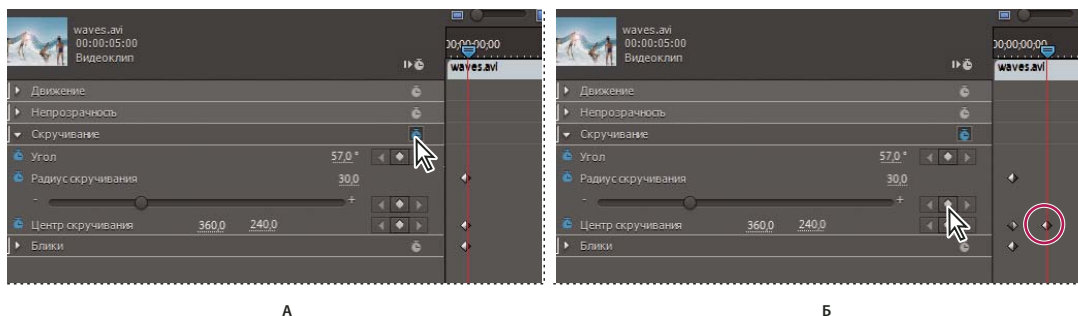 waves.avi
00:00:05:00
Видеоклип
00;00;00;00
waves.avi
Движение
Непрозрачность
Скручивание
Угол 57,0 °
Радиус скручивания 30,0
- +
Центр скручивания 360,0 240,0
Блики
А
waves.avi
00:00:05:00
Видеоклип
00;00;00;00
waves.avi
Движение
Непрозрачность
Скручивание
Угол 57,0 °
Радиус скручивания 30,0
- +
Центр скручивания 360,0 240,0
Блики
Б